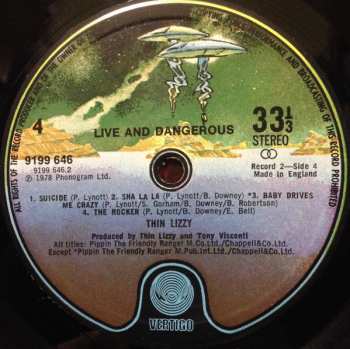 ALL RIGHTS OF THE RECORD PRODUCER AND OF THE OWNER
PERFORMANCE AND BROADCASTING OF THIS RECORD
4
LIVE AND DANGEROUS
33 1/3
STEREO
9199 646
9199 646.2
℗ 1978 Phonogram Ltd.
Record 2—Side 4
Made in England
1. SUICIDE (P. Lynott) 2. SHA LA LA (P. Lynott/B. Downey) *3. BABY DRIVES
ME CRAZY (P. Lynott/S. Gorham/B. Downey/B. Robertson)
4. THE ROCKER (P. Lynott/B. Downey/E. Bell)
THIN LIZZY
Produced by Thin Lizzy and Tony Visconti
All titles: Pippin The Friendly Ranger M.Co.Ltd./Chappell&Co.Ltd.
Except *Pippin The Friendly Ranger M.Pub.Int.Ltd./Chappell&Co.Ltd.
VERTIGO